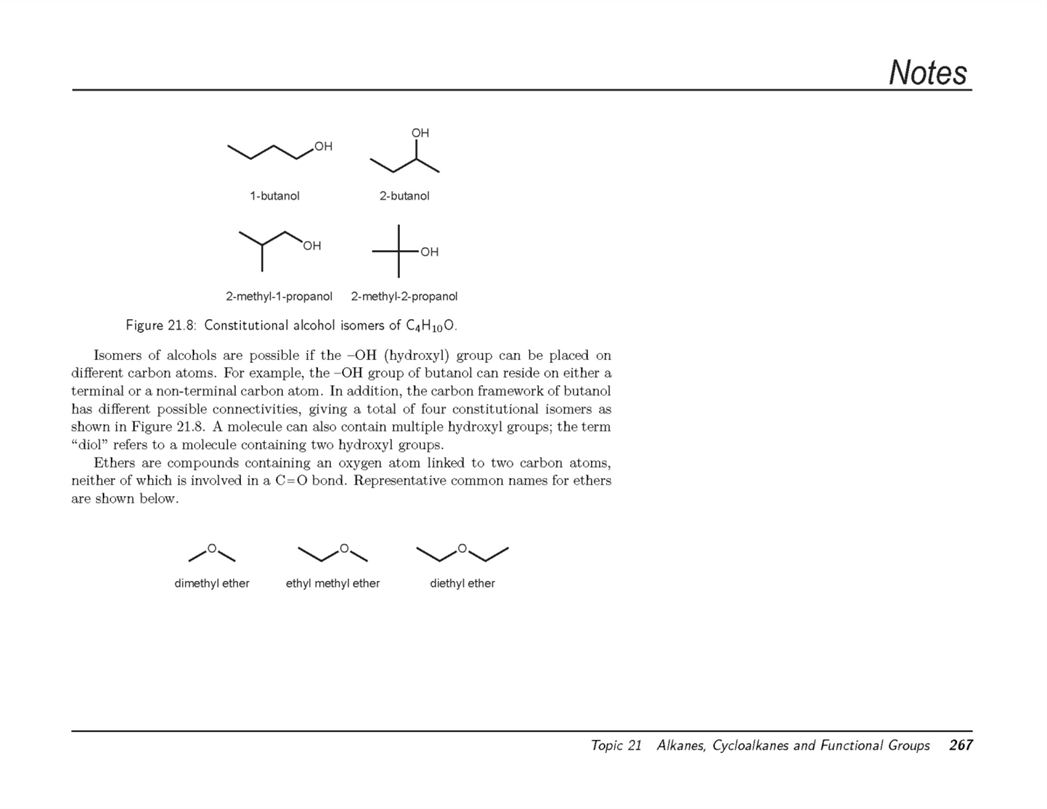 Notes
OH
OH
1-butanol
2-butanol
OH
OH
2-methyl-1-propanol
2-methyl-2-propanol
Figure 21.8: Constitutional alcohol isomers of C₄H₁₀O.
Isomers of alcohols are possible if the –OH (hydroxyl) group can be placed on
different carbon atoms. For example, the –OH group of butanol can reside on either a
terminal or a non-terminal carbon atom. In addition, the carbon framework of butanol
has different possible connectivities, giving a total of four constitutional isomers as
shown in Figure 21.8. A molecule can also contain multiple hydroxyl groups; the term
“diol” refers to a molecule containing two hydroxyl groups.
Ethers are compounds containing an oxygen atom linked to two carbon atoms,
neither of which is involved in a C=O bond. Representative common names for ethers
are shown below.
O
O
O
dimethyl ether
ethyl methyl ether
diethyl ether
Topic 21 Alkanes, Cycloalkanes and Functional Groups 267